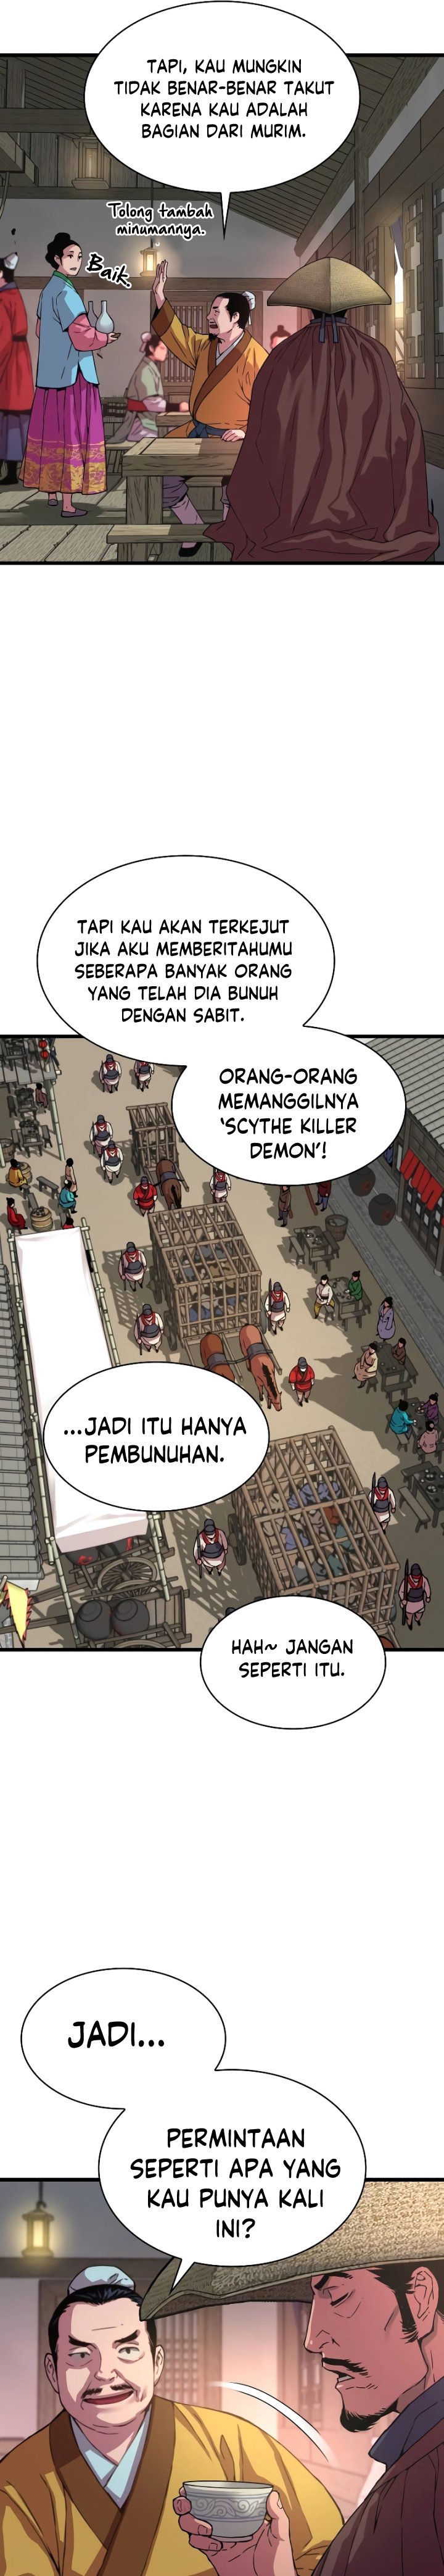 TAPI, KAU MUNGKIN
TIDAK BENAR-BENAR TAKUT
KARENA KAU ADALAH
BAGIAN DARI MURIM.
Tolong tambah
minumannya.
Baik.
TAPI KAU AKAN TERKEJUT
JIKA AKU MEMBERITAHUMU
SEBERAPA BANYAK ORANG
YANG TELAH DIA BUNUH
DENGAN SABIT.
ORANG-ORANG
MEMANGGILNYA
'SCYTHE KILLER
DEMON'!
...JADI ITU HANYA
PEMBUNUHAN.
HAH~ JANGAN
SEPERTI ITU.
JADI...
PERMINTAAN
SEPERTI APA YANG
KAU PUNYA KALI
INI?